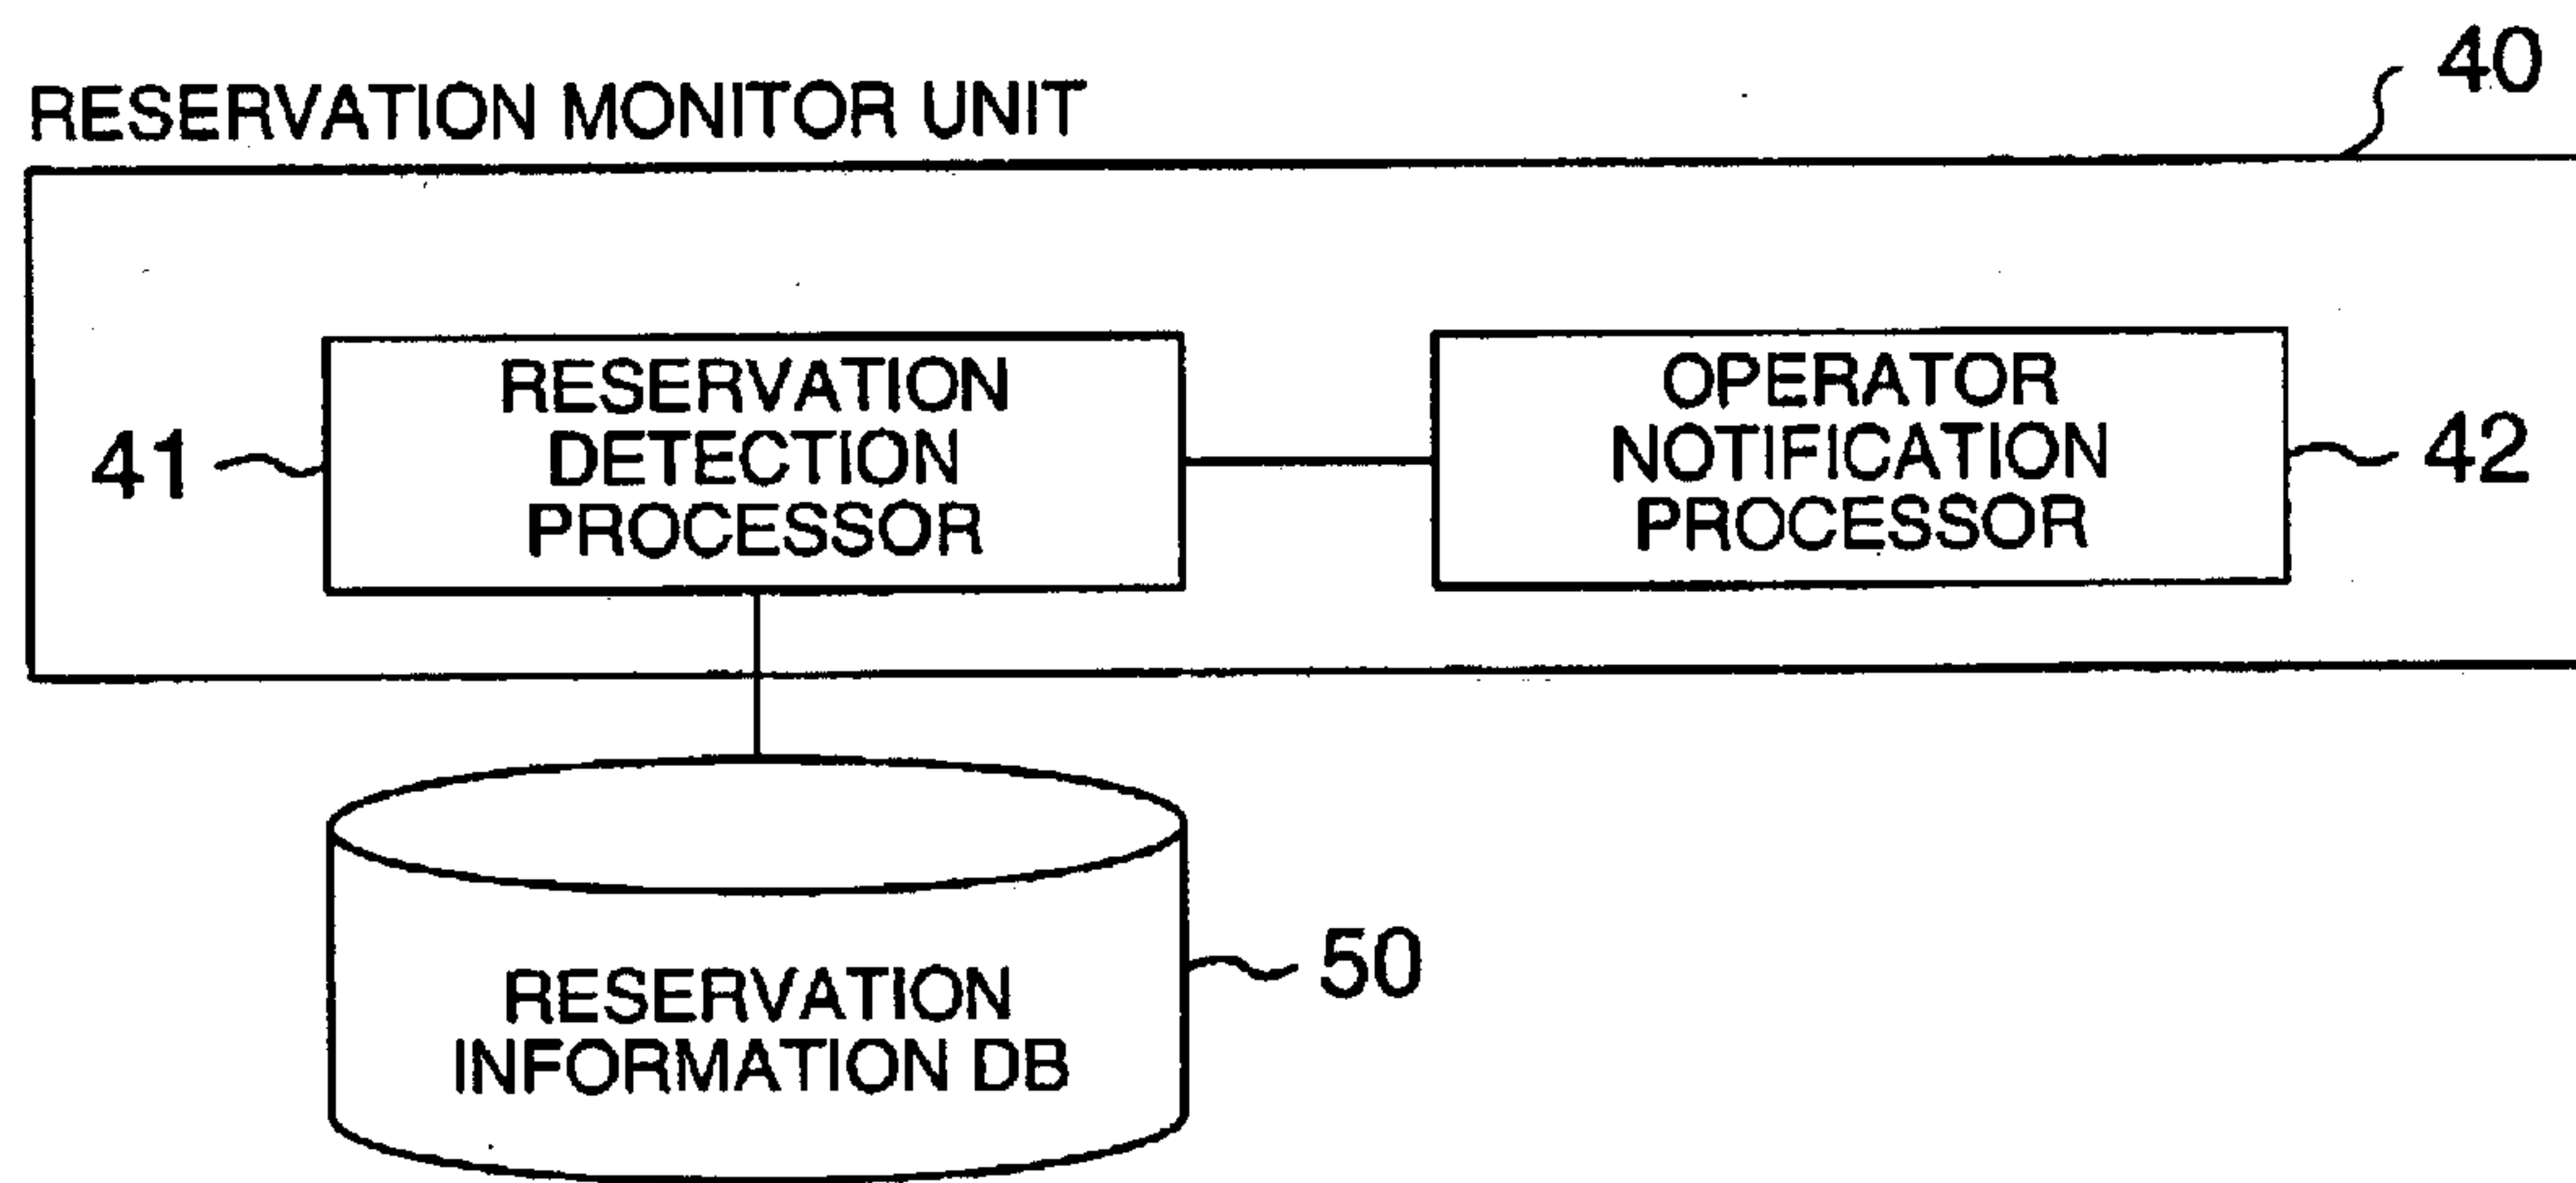 40
RESERVATION MONITOR UNIT
RESERVATION
DETECTION
PROCESSOR
41
OPERATOR
NOTIFICATION
PROCESSOR
42
50
RESERVATION
INFORMATION DB